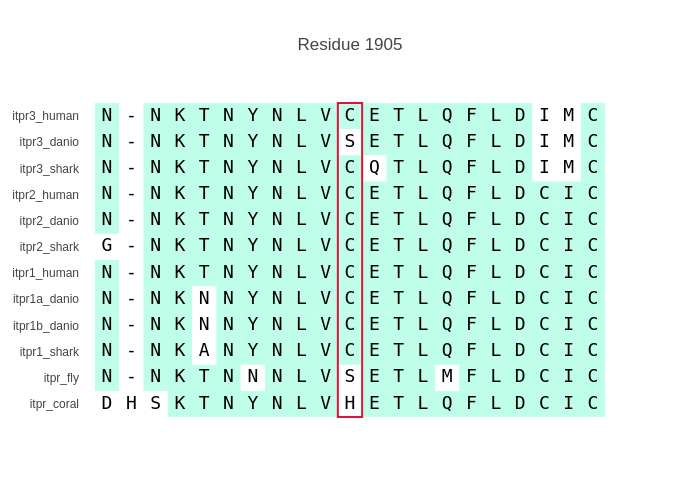 Residue 1905
itpr3_human N - N K T N Y N L V C E T L Q F L D I M C
itpr3_danio N - N K T N Y N L V S E T L Q F L D I M C
itpr3_shark N - N K T N Y N L V C Q T L Q F L D I M C
itpr2_human N - N K T N Y N L V C E T L Q F L D C I C
itpr2_danio N - N K T N Y N L V C E T L Q F L D C I C
itpr2_shark G - N K T N Y N L V C E T L Q F L D C I C
itpr1_human N - N K T N Y N L V C E T L Q F L D C I C
itpr1a_danio N - N K N N Y N L V C E T L Q F L D C I C
itpr1b_danio N - N K N N Y N L V C E T L Q F L D C I C
itpr1_shark N - N K A N Y N L V C E T L Q F L D C I C
itpr_fly N - N K T N N N L V S E T L M F L D C I C
itpr_coral D H S K T N Y N L V H E T L Q F L D C I C